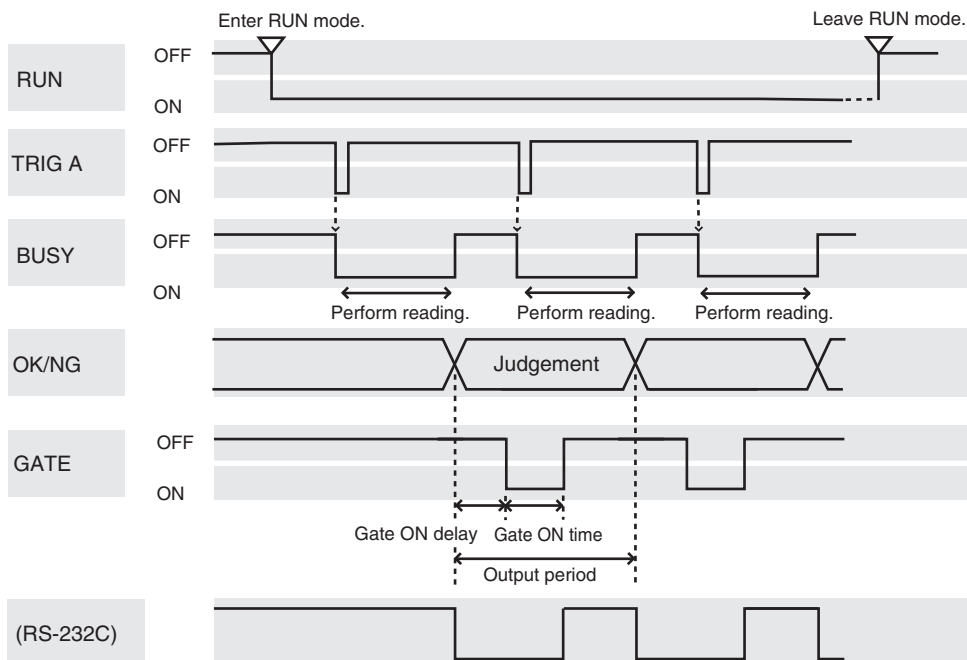 Enter RUN mode.
Leave RUN mode.
RUN
OFF
ON
TRIG A
OFF
ON
BUSY
OFF
ON
Perform reading.
Perform reading.
Perform reading.
OK/NG
Judgement
GATE
OFF
ON
Gate ON delay
Gate ON time
Output period
(RS-232C)